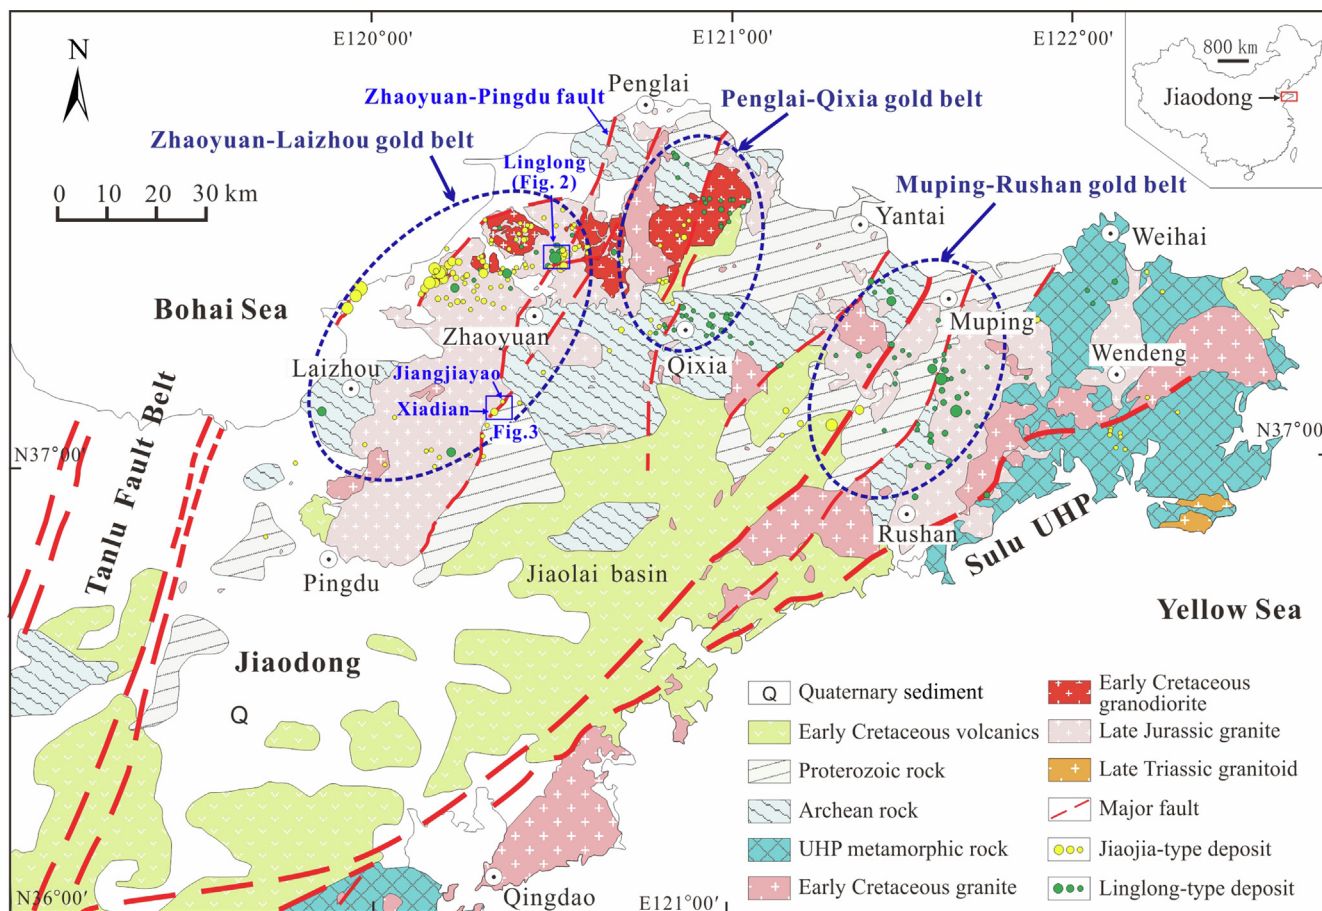 E120°00′
E121°00′
E122°00′
N
800 km
Jiaodong
Penglai
Zhaoyuan-Pingdu fault
Penglai-Qixia gold belt
Zhaoyuan-Laizhou gold belt
Linglong
(Fig. 2)
Muping-Rushan gold belt
0 10 20 30 km
Yantai
Weihai
Bohai Sea
Zhaoyuan
Muping
Qixia
Laizhou
Jiangjiayao
Wendeng
Xiadian
Fig.3
N37°00′
N37°00′
Tanlu Fault Belt
Rushan
Sulu UHP
Pingdu
Jiaolai basin
Yellow Sea
Jiaodong
Q
Q Quaternary sediment
Early Cretaceous volcanics
Proterozoic rock
Archean rock
UHP metamorphic rock
Early Cretaceous granite
Early Cretaceous
granodiorite
Late Jurassic granite
Late Triassic granitoid
Major fault
Jiaojia-type deposit
Linglong-type deposit
N36°00′
Qingdao
E121°00′